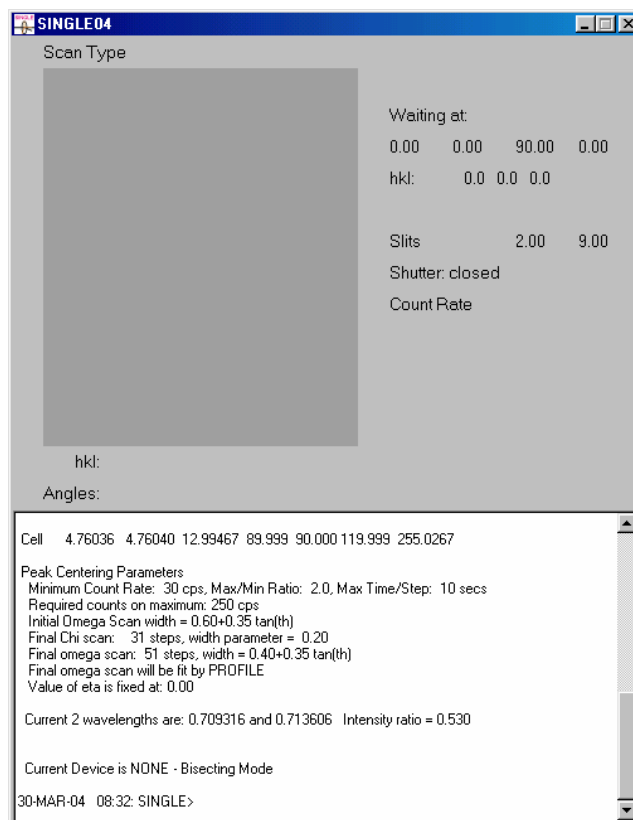 SINGLE04
Scan Type
Waiting at:
0.00 0.00 90.00 0.00
hkl: 0.0 0.0 0.0
Slits 2.00 9.00
Shutter: closed
Count Rate
hkl:
Angles:
Cell 4.76036 4.76040 12.99467 89.999 90.000 119.999 255.0267
Peak Centering Parameters
Minimum Count Rate: 30 cps, Max/Min Ratio: 2.0, Max Time/Step: 10 secs
Required counts on maximum: 250 cps
Initial Omega Scan width = 0.60+0.35 tan(th)
Final Chi scan: 31 steps, width parameter = 0.20
Final omega scan: 51 steps, width = 0.40+0.35 tan(th)
Final omega scan will be fit by PROFILE
Value of eta is fixed at: 0.00
Current 2 wavelengths are: 0.709316 and 0.713606 Intensity ratio = 0.530
Current Device is NONE - Bisecting Mode
30-MAR-04 08:32: SINGLE>